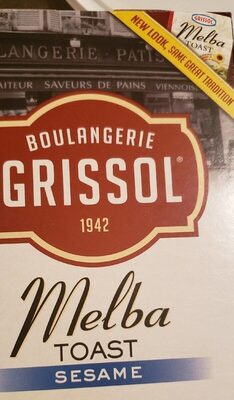 LANGERIE PATIS
AITEUR SAVEURS DE PAINS VIENNOIS
GRISSOL
Melba
TOAST
NEW LOOK, SAME GREAT TRADITION
BOULANGERIE
GRISSOL®
1942
Melba
TOAST
SESAME